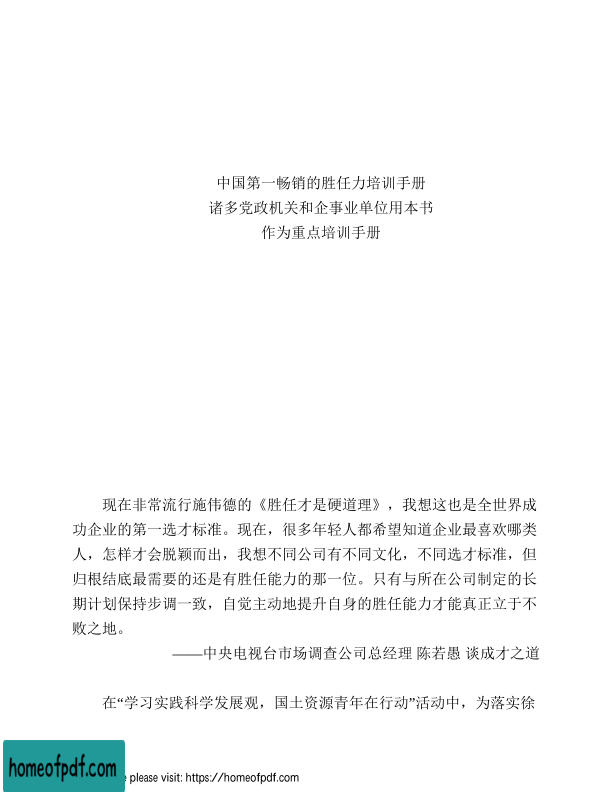 中国第一畅销的胜任力培训手册
诸多党政机关和企事业单位用本书
作为重点培训手册
现在非常流行施伟德的《胜任才是硬道理》，我想这也是全世界成
功企业的第一选才标准。现在，很多年轻人都希望知道企业最喜欢哪类
人，怎样才会脱颖而出，我想不同公司有不同文化，不同选才标准，但
归根结底最需要的还是有胜任能力的那一位。只有与所在公司制定的长
期计划保持步调一致，自觉主动地提升自身的胜任能力才能真正立于不
败之地。
——中央电视台市场调查公司总经理 陈若愚 谈成才之道
在“学习实践科学发展观，国土资源青年在行动”活动中，为落实徐
homeofpdf.com
e please visit: https://homeofpdf.com